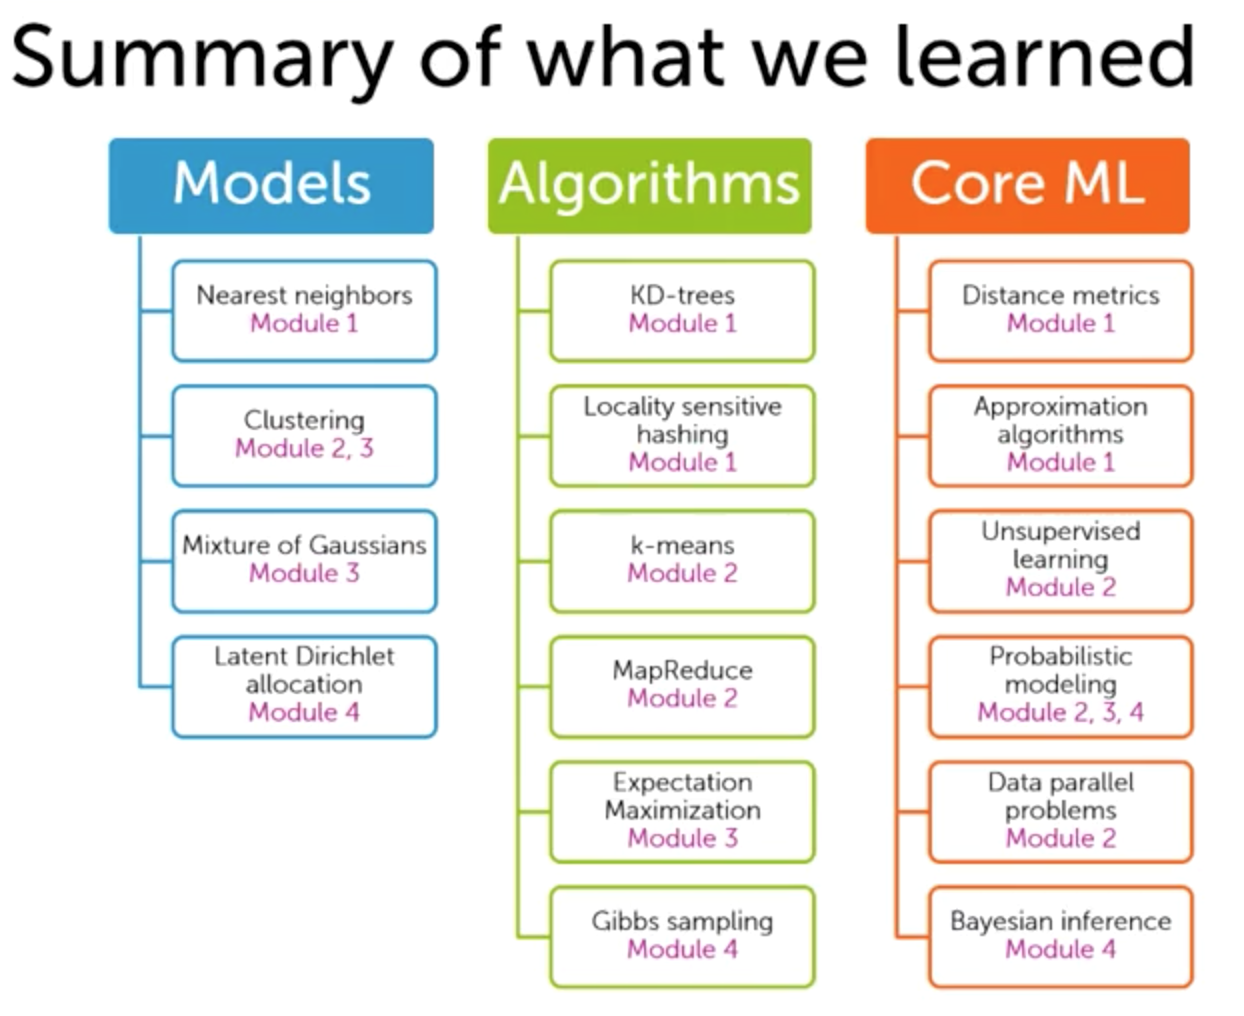 Summary of what we learned
Models
Nearest neighbors
Module 1
Clustering
Module 2, 3
Mixture of Gaussians
Module 3
Latent Dirichlet
allocation
Module 4
Algorithms
KD-trees
Module 1
Locality sensitive
hashing
Module 1
k-means
Module 2
MapReduce
Module 2
Expectation
Maximization
Module 3
Gibbs sampling
Module 4
Core ML
Distance metrics
Module 1
Approximation
algorithms
Module 1
Unsupervised
learning
Module 2
Probabilistic
modeling
Module 2, 3, 4
Data parallel
problems
Module 2
Bayesian inference
Module 4